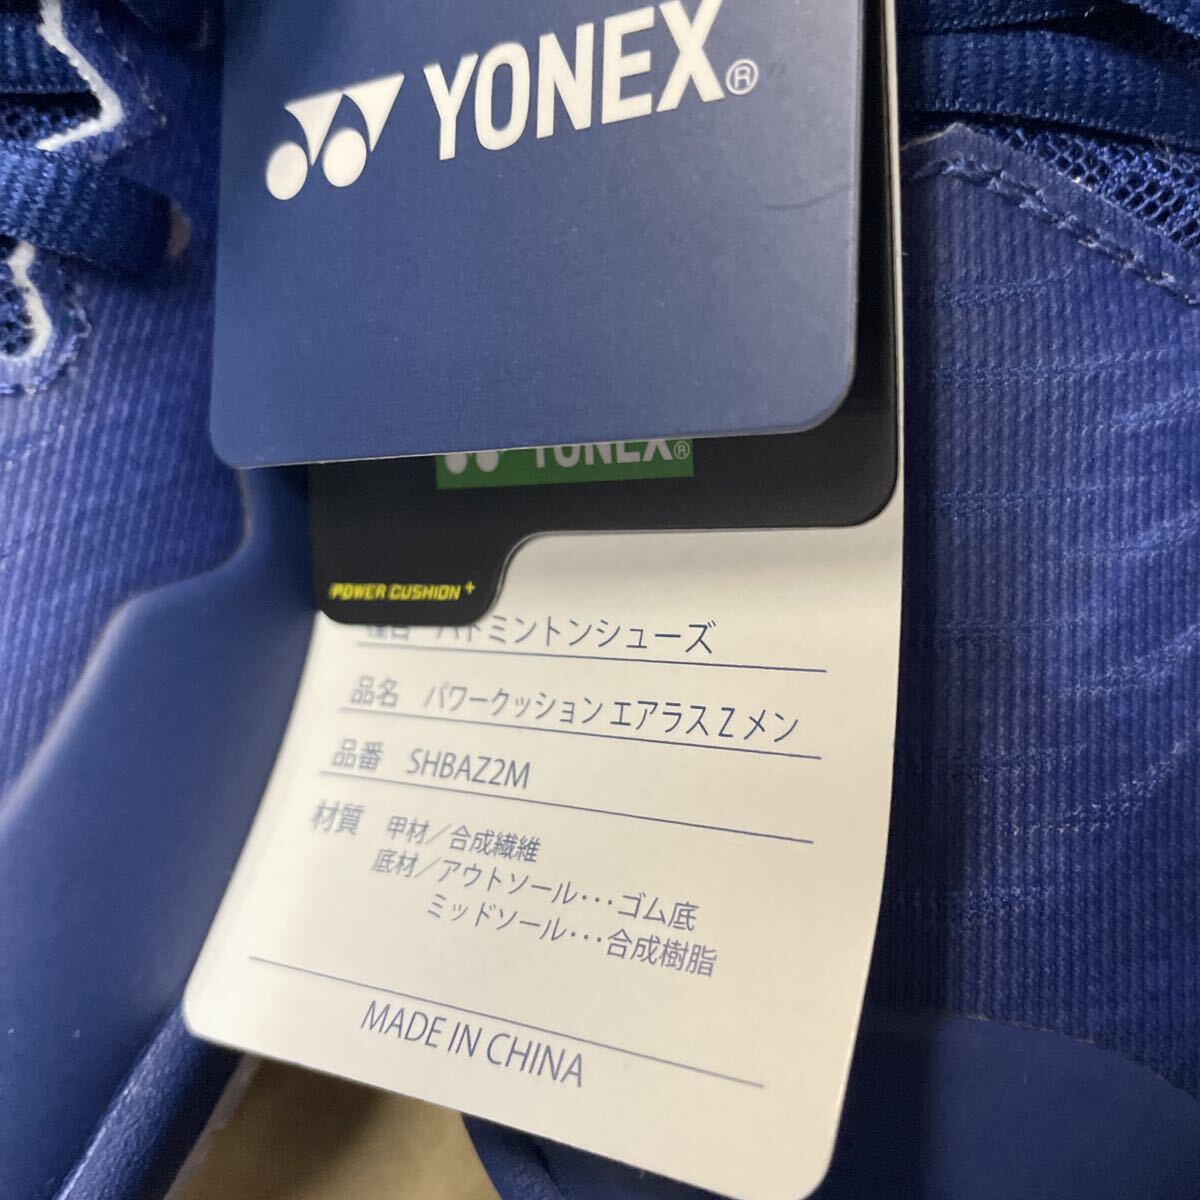 YONEX®
YONEX®
POWER CUSHION+
種目 バドミントンシューズ
品名 パワークッション エアラス Z メン
品番 SHBAZ2M
材質 甲材／合成繊維
底材／アウトソール･･･ゴム底
ミッドソール･･･合成樹脂
MADE IN CHINA